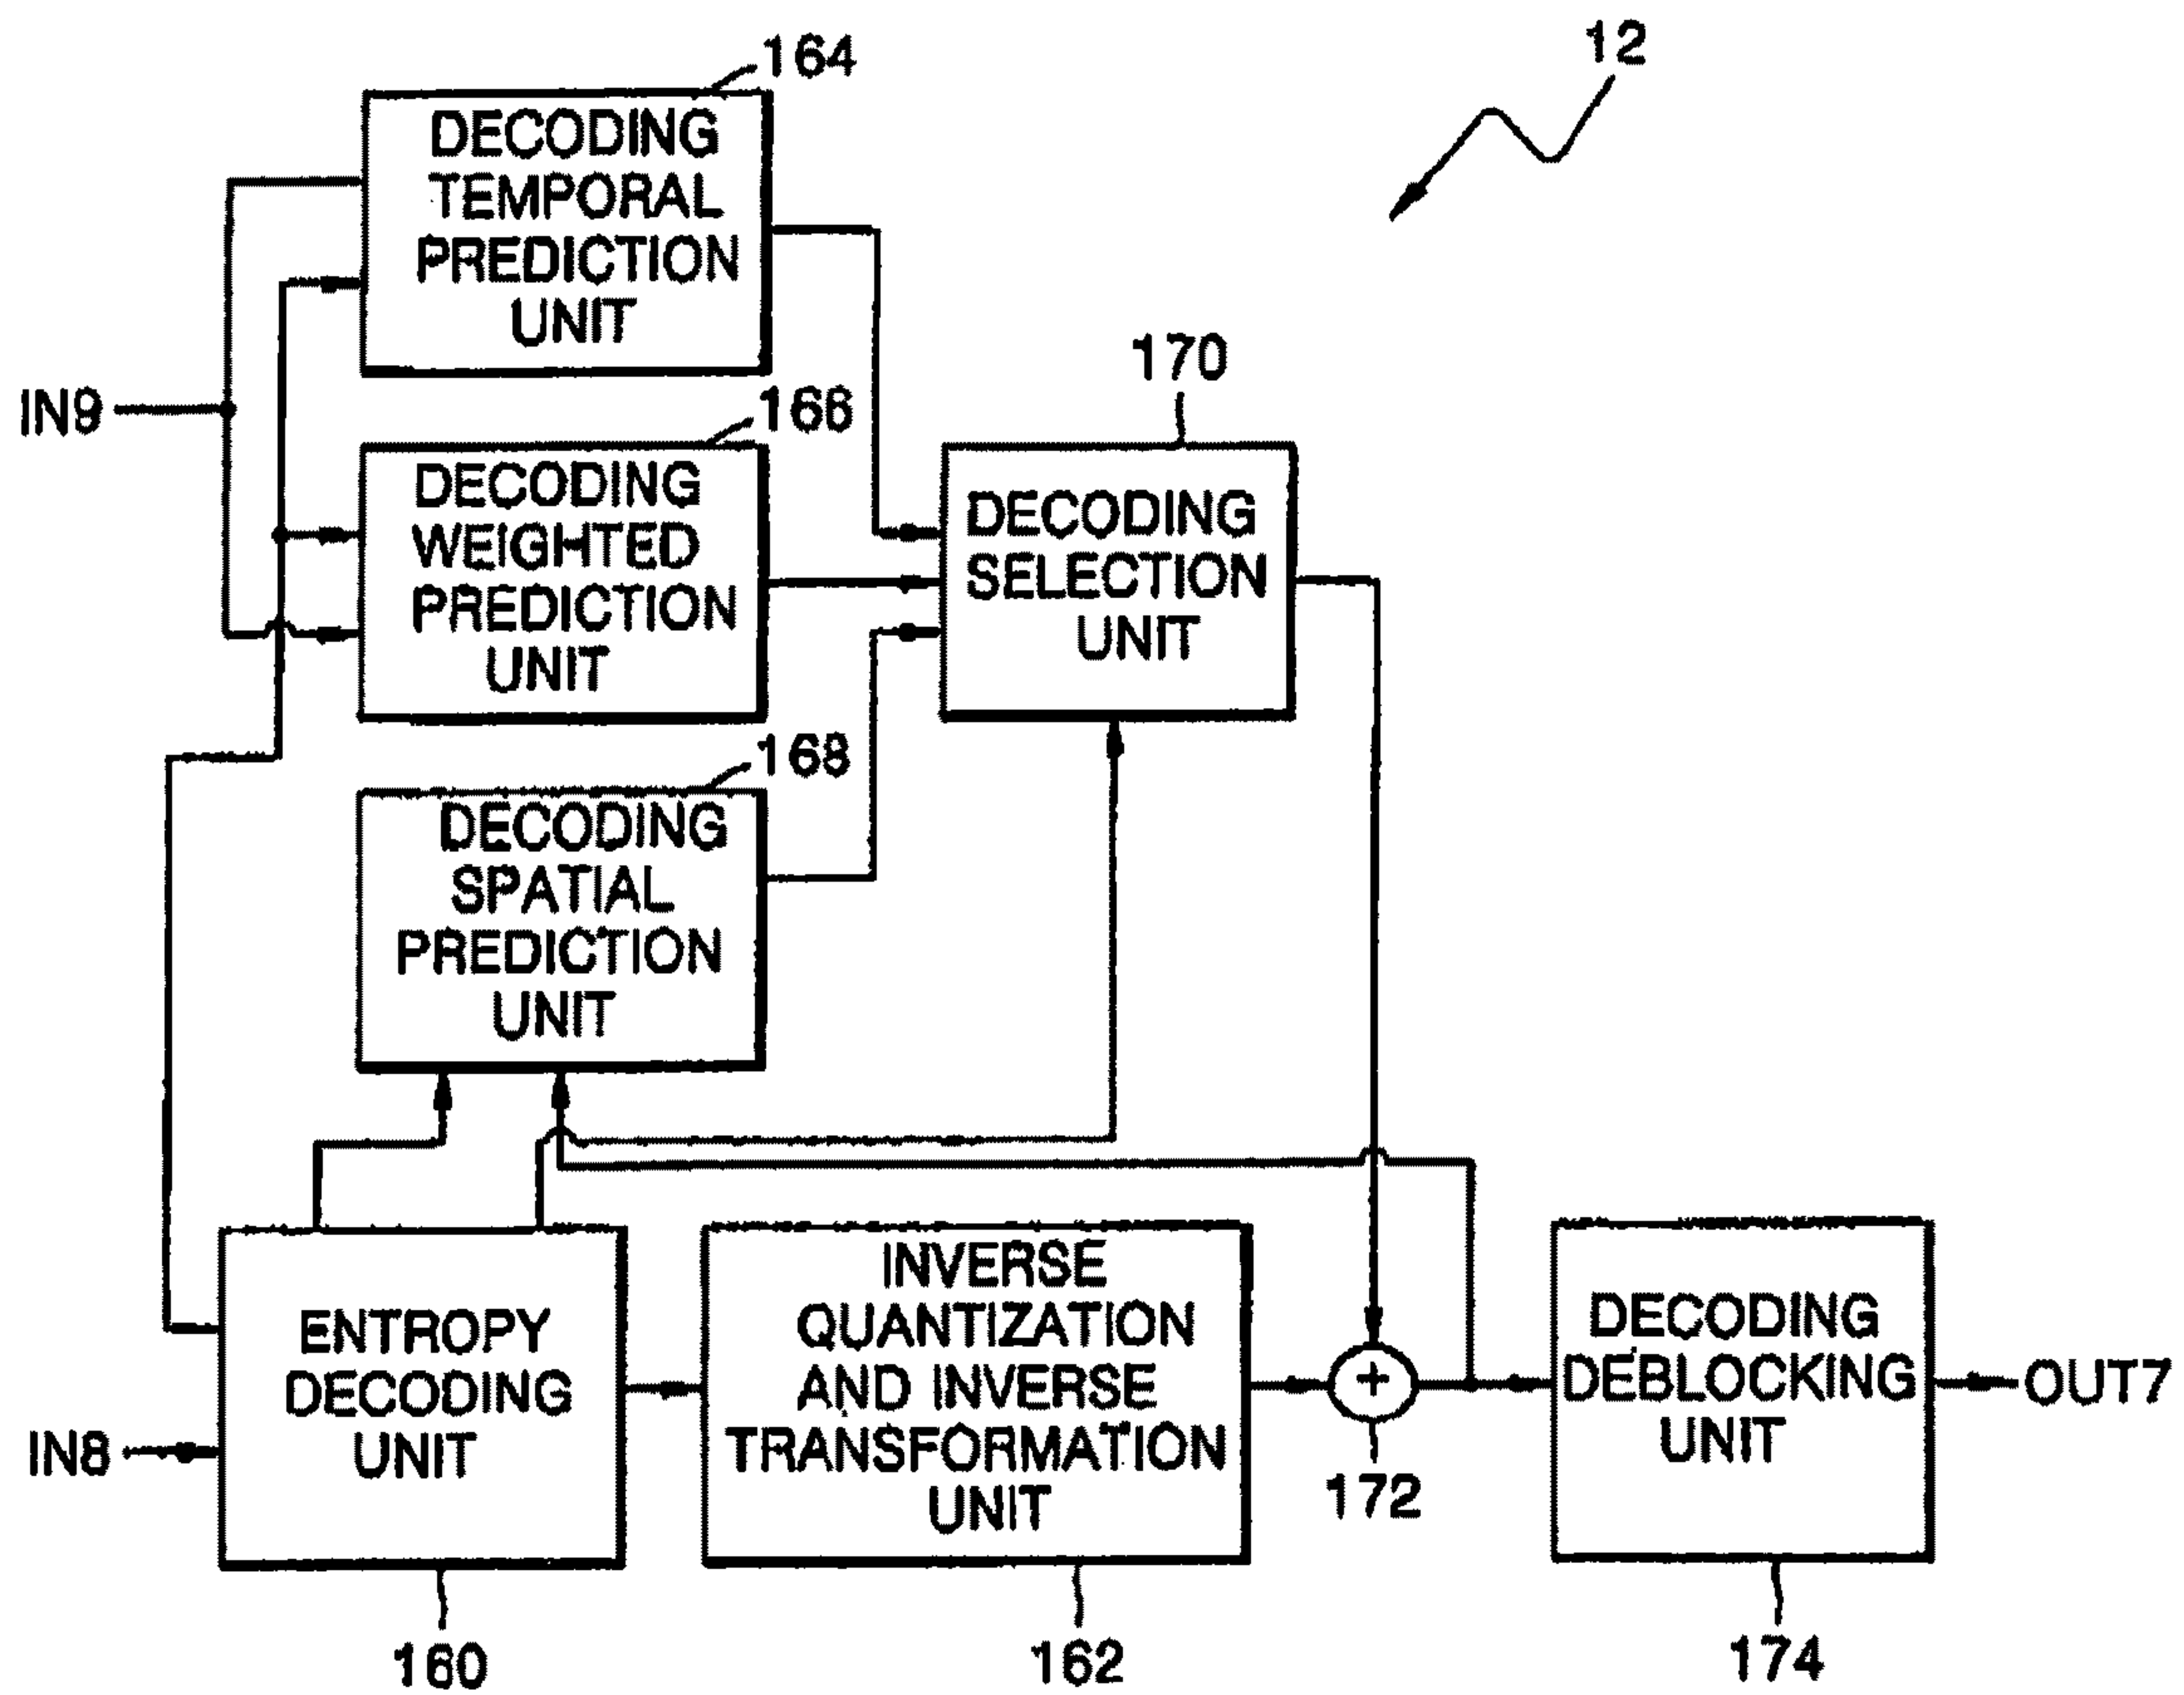 12
164
DECODING
TEMPORAL
PREDICTION
UNIT
IN9
166
DECODING
WEIGHTED
PREDICTION
UNIT
170
DECODING
SELECTION
UNIT
168
DECODING
SPATIAL
PREDICTION
UNIT
IN8
ENTROPY
DECODING
UNIT
160
INVERSE
QUANTIZATION
AND INVERSE
TRANSFORMATION
UNIT
162
+
172
DECODING
DEBLOCKING
UNIT
174
OUT7